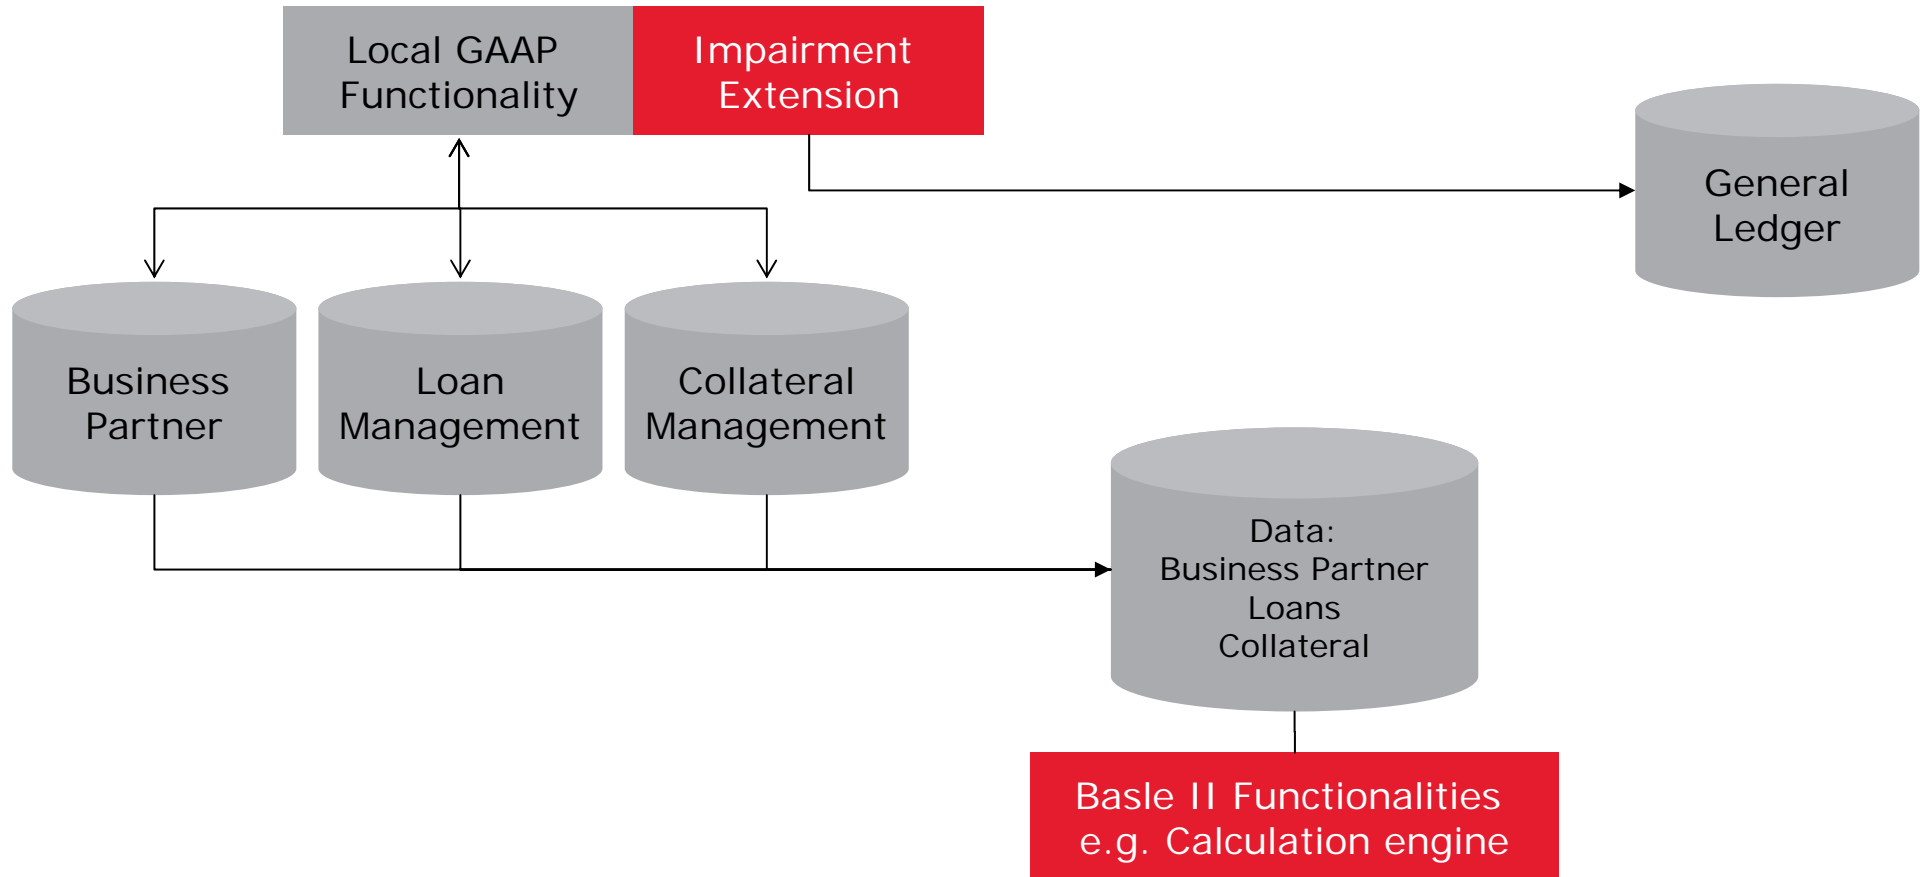 Local GAAP
Functionality
Impairment
Extension
General
Ledger
Business
Partner
Loan
Management
Collateral
Management
Data:
Business Partner
Loans
Collateral
Basle II Functionalities
e.g. Calculation engine